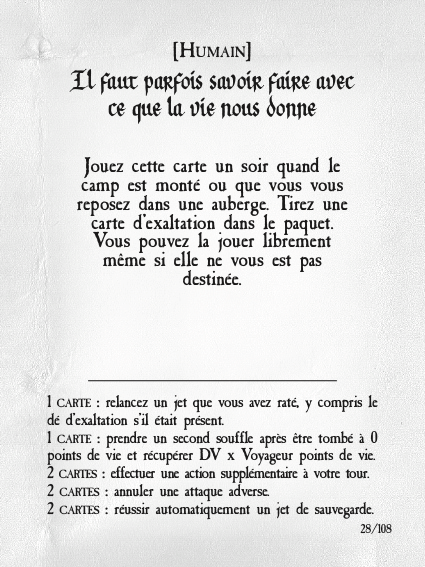 [Humain]
Il faut parfois savoir faire avec
ce que la vie nous donne
Jouez cette carte un soir quand le
camp est monté ou que vous vous
reposez dans une auberge. Tirez une
carte d'exaltation dans le paquet.
Vous pouvez la jouer librement
même si elle ne vous est pas
destinée.
1 CARTE : relancez un jet que vous avez raté, y compris le
dé d'exaltation s'il était présent.
1 CARTE : prendre un second souffle après être tombé à 0
points de vie et récupérer DV x Voyageur points de vie.
2 CARTES : effectuer une action supplémentaire à votre tour.
2 CARTES : annuler une attaque adverse.
2 CARTES : réussir automatiquement un jet de sauvegarde.
28/108